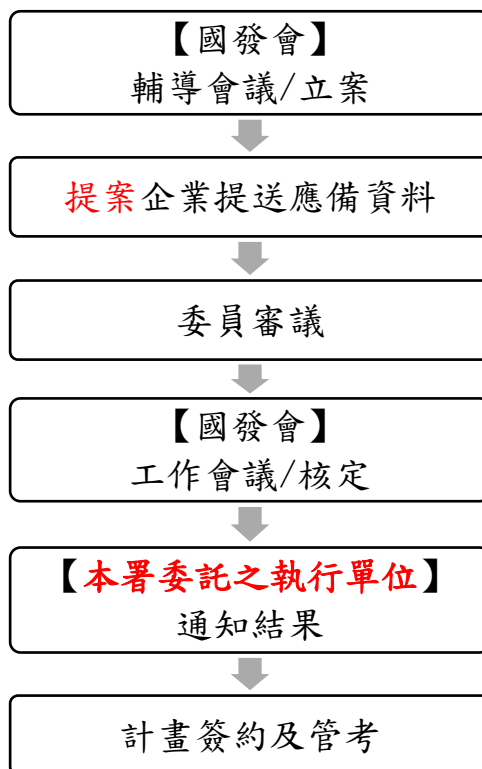 【國發會】
輔導會議/立案
提案企業提送應備資料
委員審議
【國發會】
工作會議/核定
【本署委託之執行單位】
通知結果
計畫簽約及管考